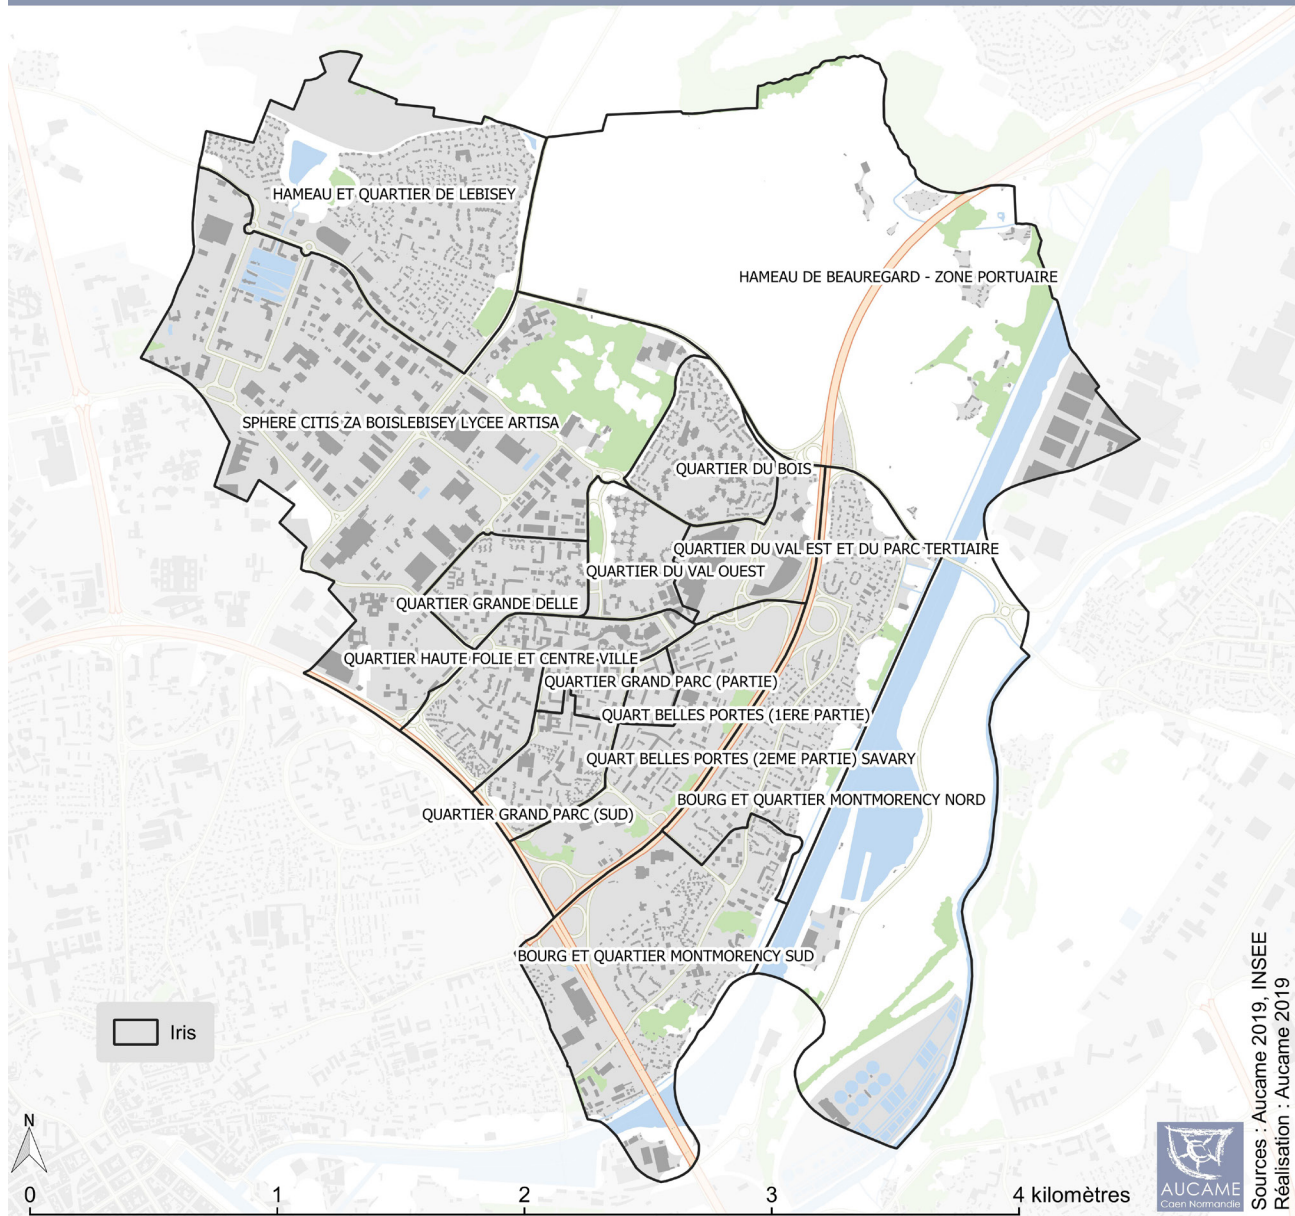 HAMEAU ET QUARTIER DE LEBISEY
HAMEAU DE BEAUREGARD - ZONE PORTUAIRE
SPHERE CITIS ZA BOISLEBISEY LYCEE ARTISA
QUARTIER DU BOIS
QUARTIER DU VAL EST ET DU PARC TERTIAIRE
QUARTIER DU VAL OUEST
QUARTIER GRANDE DELLE
QUARTIER HAUTE FOLIE ET CENTRE VILLE
QUARTIER GRAND PARC (PARTIE)
QUART BELLES PORTES (1ERE PARTIE)
QUART BELLES PORTES (2EME PARTIE) SAVARY
BOURG ET QUARTIER MONTMORENCY NORD
QUARTIER GRAND PARC (SUD)
BOURG ET QUARTIER MONTMORENCY SUD
Iris
N
0 1 2 3 4 kilomètres
AUCAME
Caen Normandie
Sources : Aucame 2019, INSEE
Réalisation : Aucame 2019